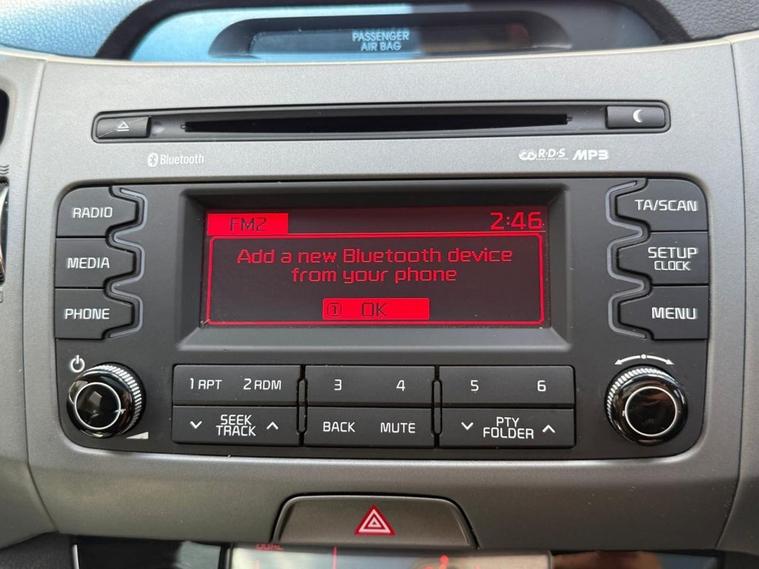 PASSENGER
AIR BAG
Bluetooth
R·D·S MP3
RADIO
FM2 2:46
TA/SCAN
Add a new Bluetooth device
from your phone
MEDIA
SETUP
CLOCK
1 OK
PHONE
MENU
1 RPT 2 RDM 3 4 5 6
SEEK
TRACK
BACK MUTE
PTY
FOLDER